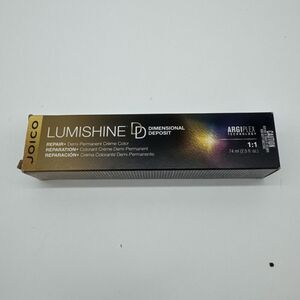 JOICO
LUMISHINE DD DIMENSIONAL
DEPOSIT
REPAIR+ Demi-Permanent Crème Color
RÉPARATION+ Colorant Crème Demi-Permanent
REPARACIÓN+ Crema Colorante Demi-Permanente
ARGIPLEX
TECHNOLOGY
1:1
74 ml (2.5 fl. oz.)
CAUTION